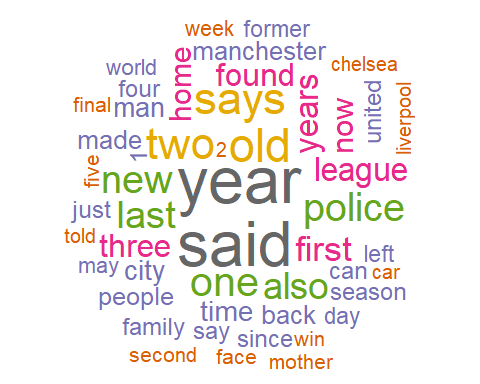 week former
manchester
world home found chelsea
four says years now united liverpool
final man
made 1 two 2 old
five new year league
just last police
told three said first left
may city one also can car
people season
time back day
family say since win
second face mother